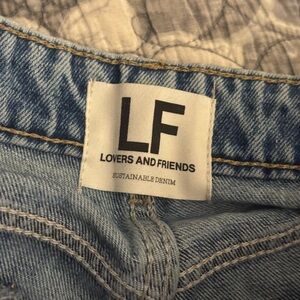 LF
LOVERS AND FRIENDS
SUSTAINABLE DENIM